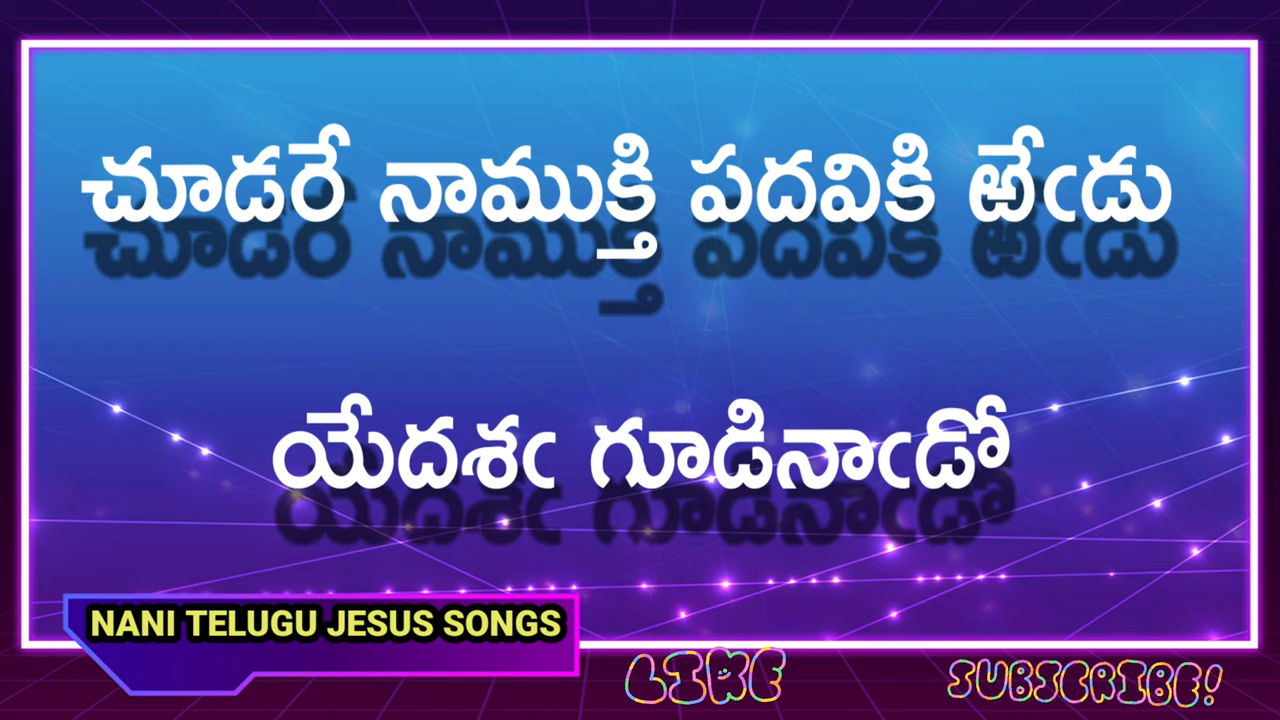 చూడరే నాముక్తి పదవికి ఱేఁడు
యేదశఁ గూడినాఁడో
NANI TELUGU JESUS SONGS
LIKE
SUBSCRIBE!